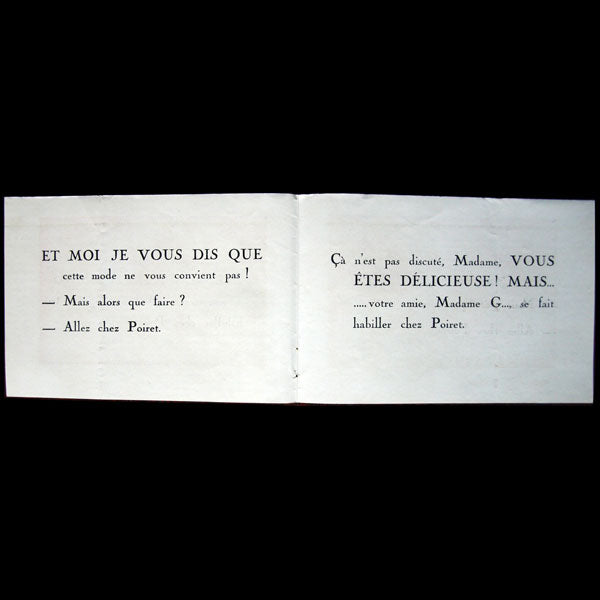 ET MOI JE VOUS DIS QUE
cette mode ne vous convient pas !
— Mais alors que faire ?
— Allez chez Poiret.
Çà n'est pas discuté, Madame, VOUS
ÊTES DÉLICIEUSE ! MAIS...
.....votre amie, Madame G..., se fait
habiller chez Poiret.